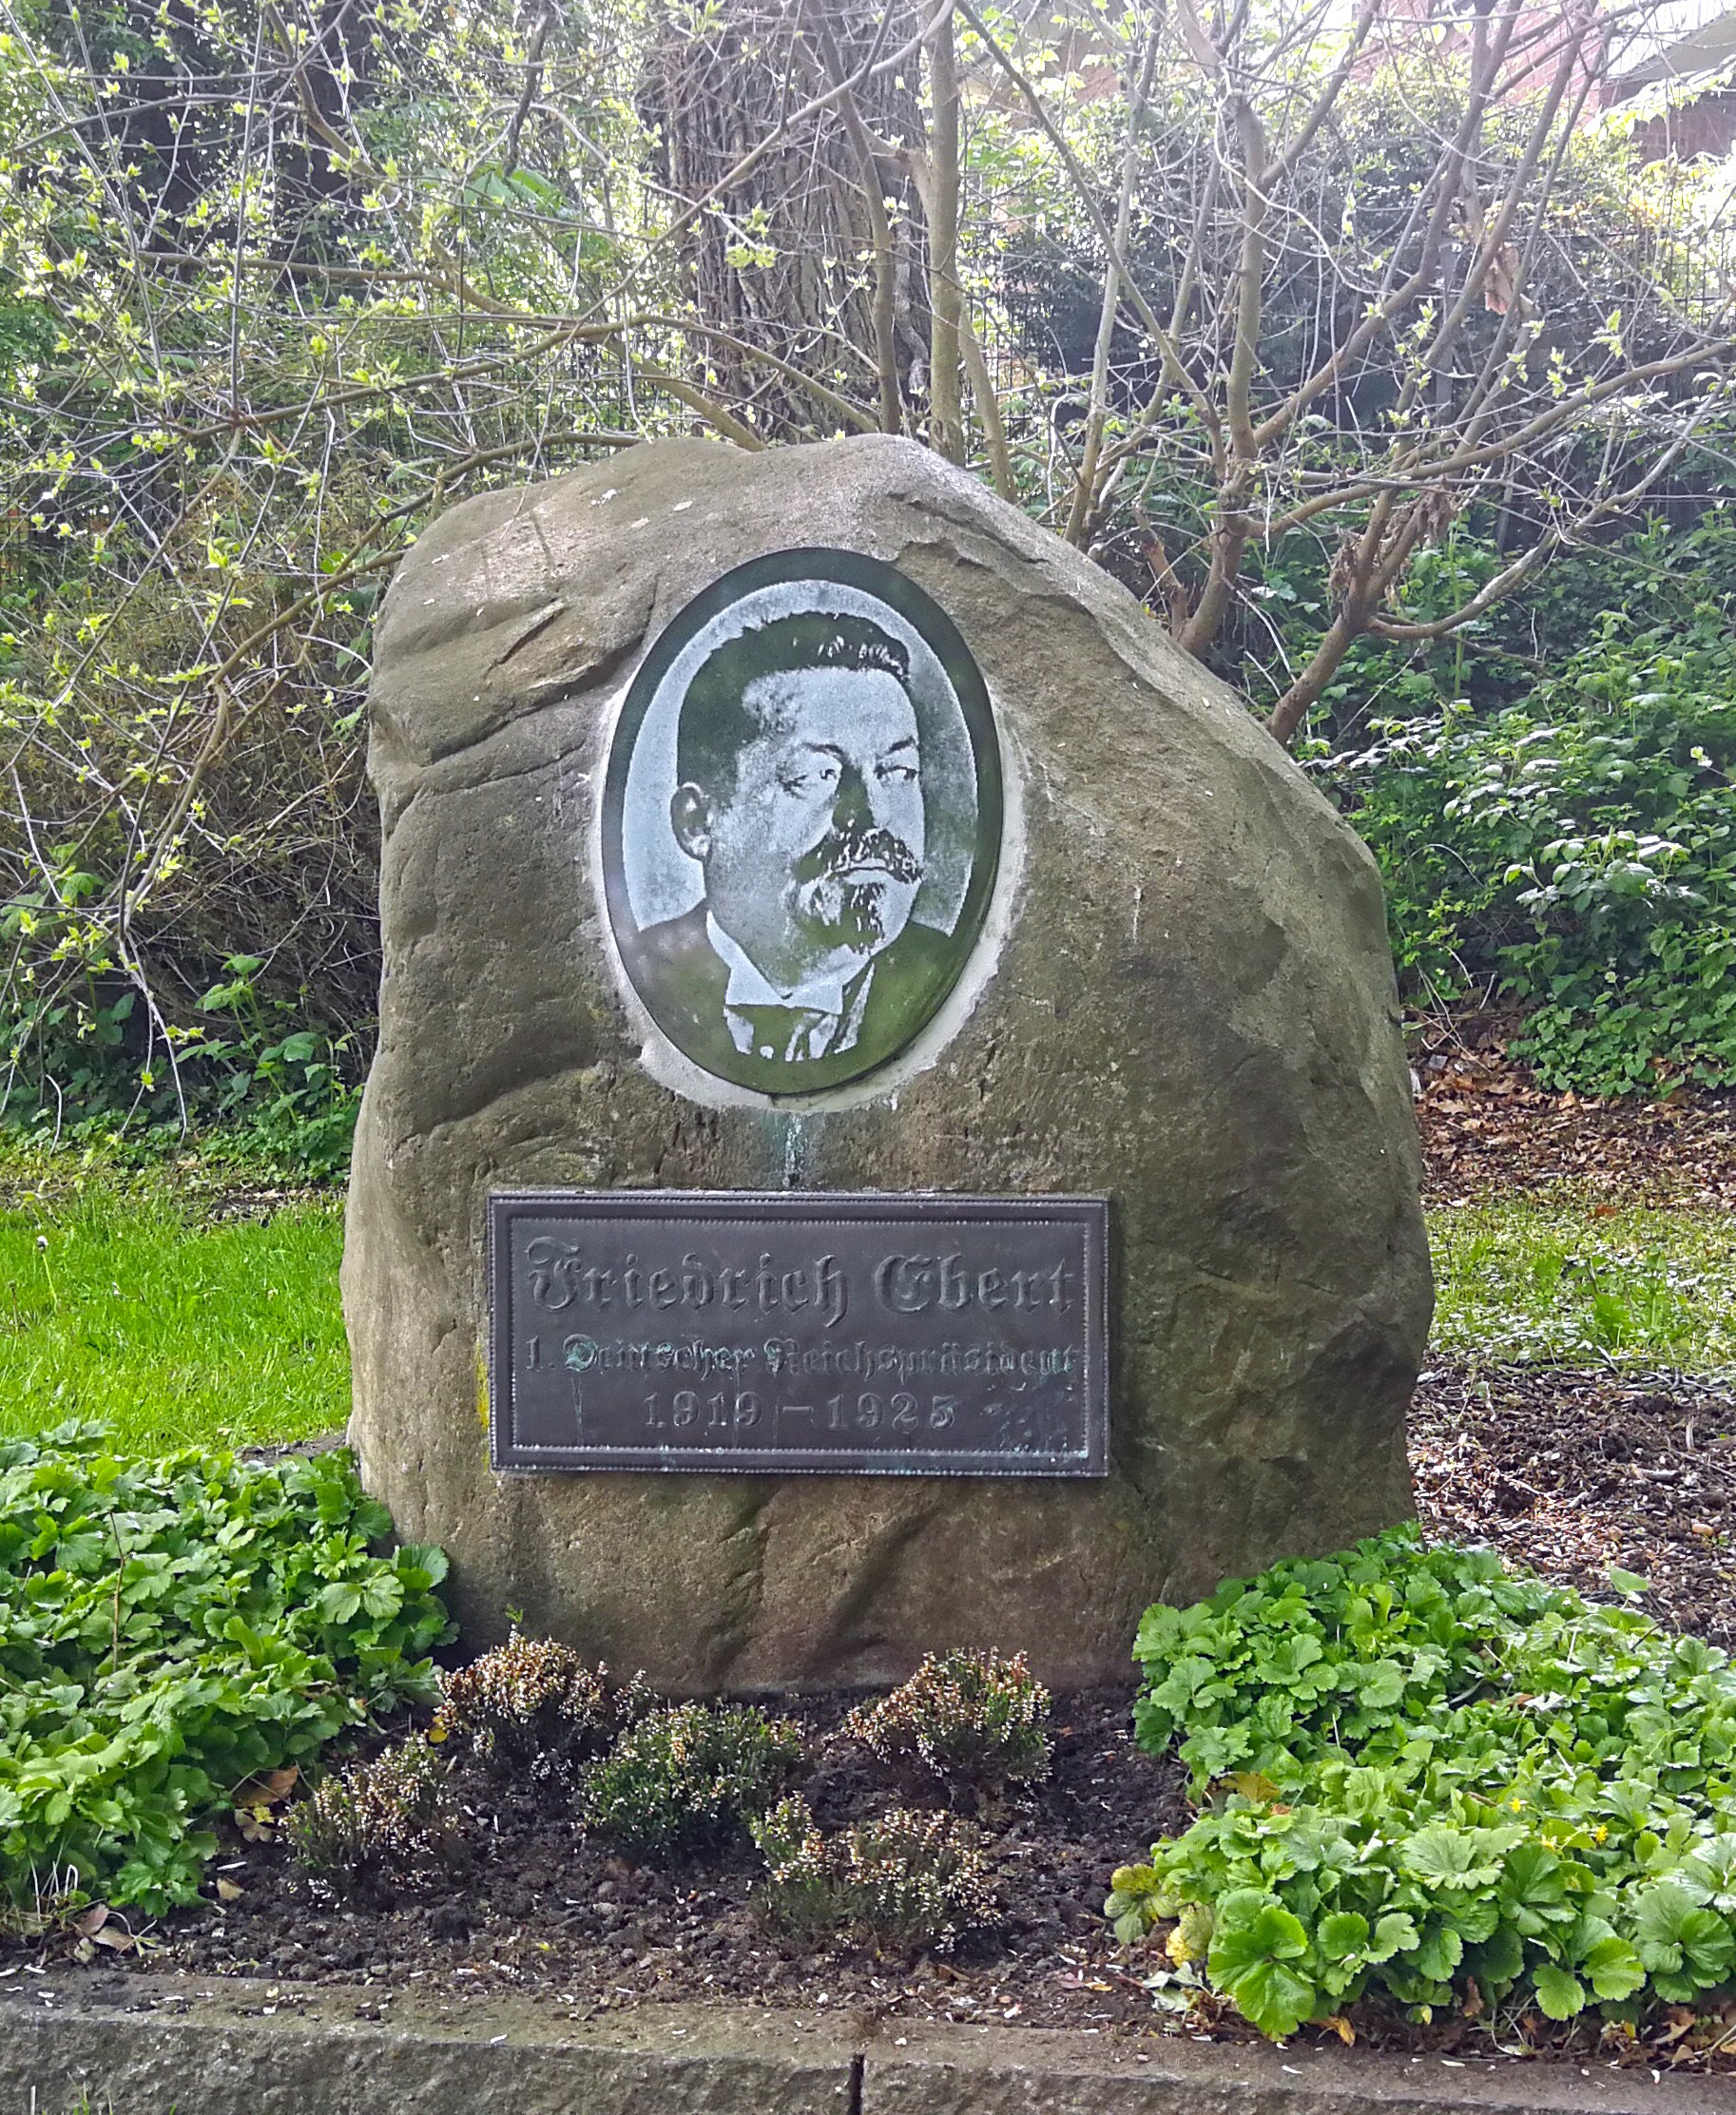 Friedrich Ebert
1. Deutscher Reichspräsident
1919 – 1925